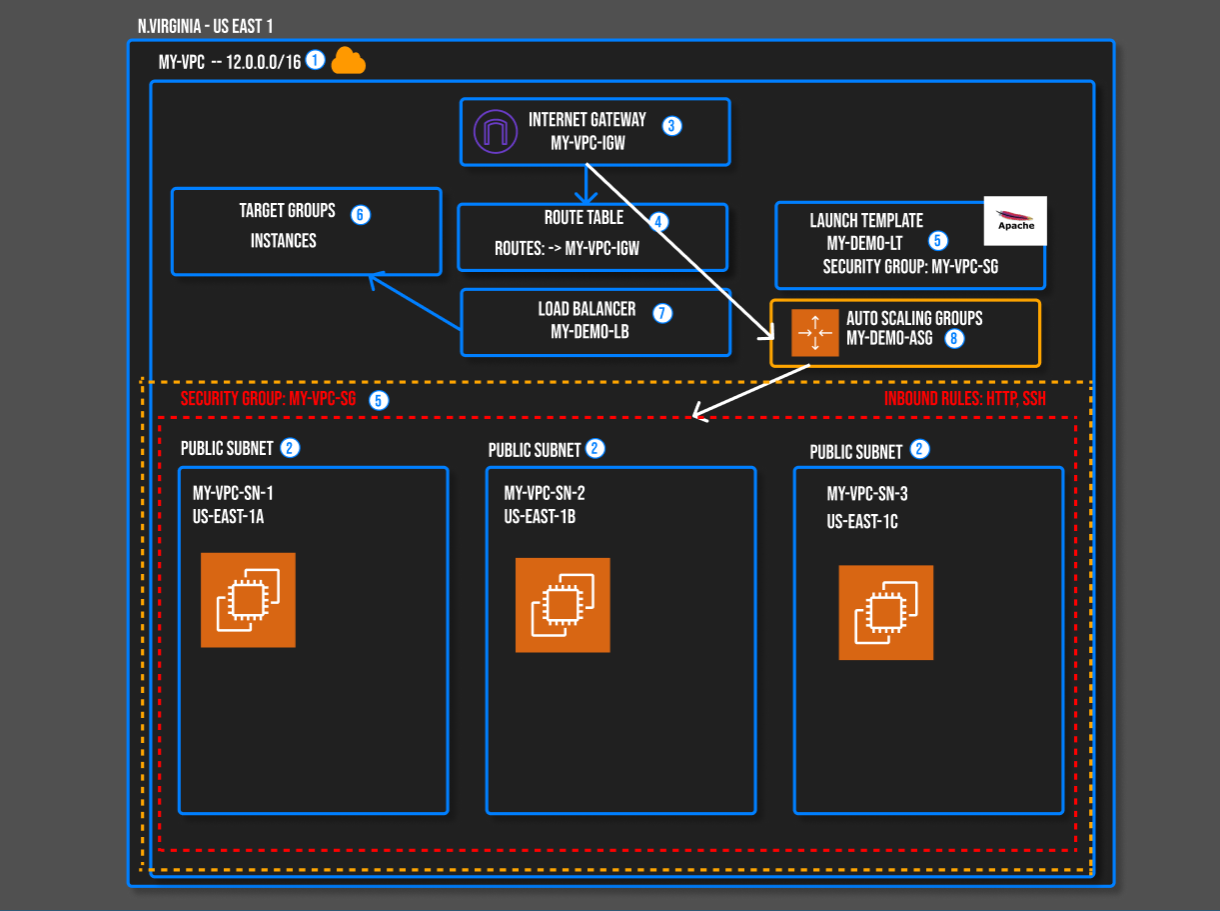 N.VIRGINIA - US EAST 1
MY-VPC -- 12.0.0.0/16 1
INTERNET GATEWAY 3
MY-VPC-IGW
TARGET GROUPS 6
INSTANCES
ROUTE TABLE 4
ROUTES: -> MY-VPC-IGW
LAUNCH TEMPLATE
MY-DEMO-LT 5
SECURITY GROUP: MY-VPC-SG
Apache
LOAD BALANCER 7
MY-DEMO-LB
AUTO SCALING GROUPS
MY-DEMO-ASG 8
SECURITY GROUP: MY-VPC-SG 5
INBOUND RULES: HTTP, SSH
PUBLIC SUBNET 2
MY-VPC-SN-1
US-EAST-1A
PUBLIC SUBNET 2
MY-VPC-SN-2
US-EAST-1B
PUBLIC SUBNET 2
MY-VPC-SN-3
US-EAST-1C